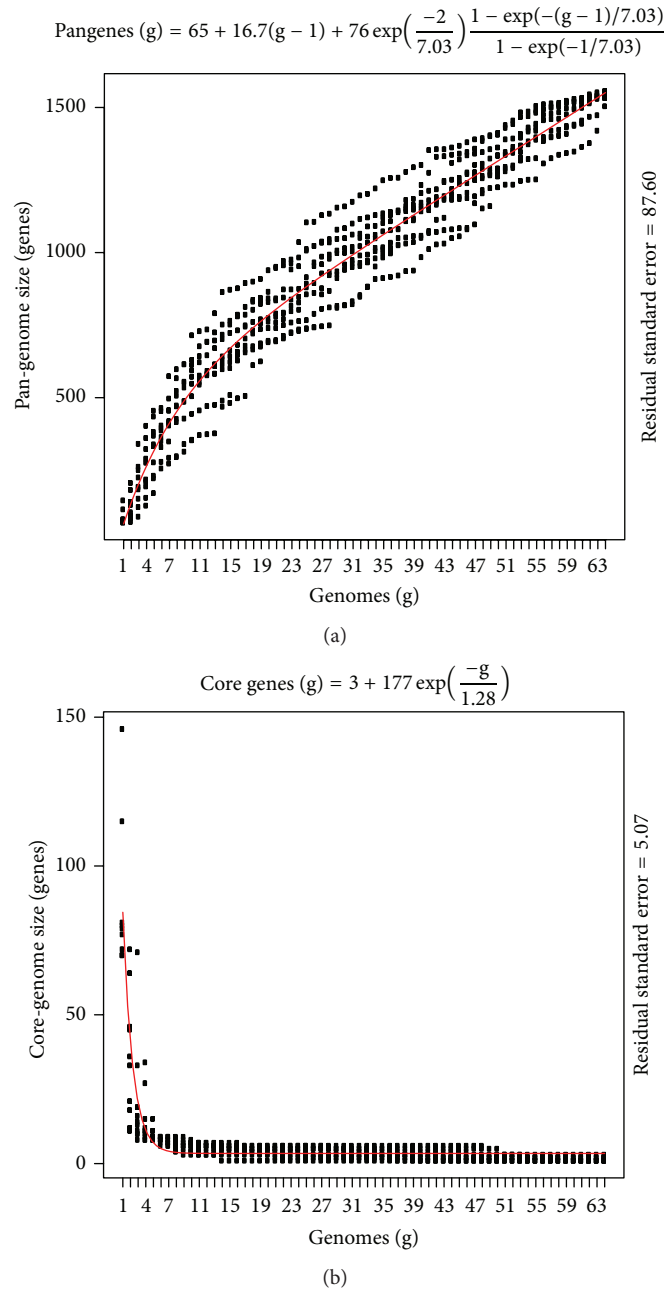 Pangenes (g) = 65 + 16.7(g − 1) + 76 exp(−2/7.03) (1 − exp(−(g − 1)/7.03))/(1 − exp(−1/7.03))
1500
1000
500
Pan-genome size (genes)
Residual standard error = 87.60
1 4 7 11 15 19 23 27 31 35 39 43 47 51 55 59 63
Genomes (g)
(a)
Core genes (g) = 3 + 177 exp(−g/1.28)
150
100
50
0
Core-genome size (genes)
Residual standard error = 5.07
1 4 7 11 15 19 23 27 31 35 39 43 47 51 55 59 63
Genomes (g)
(b)